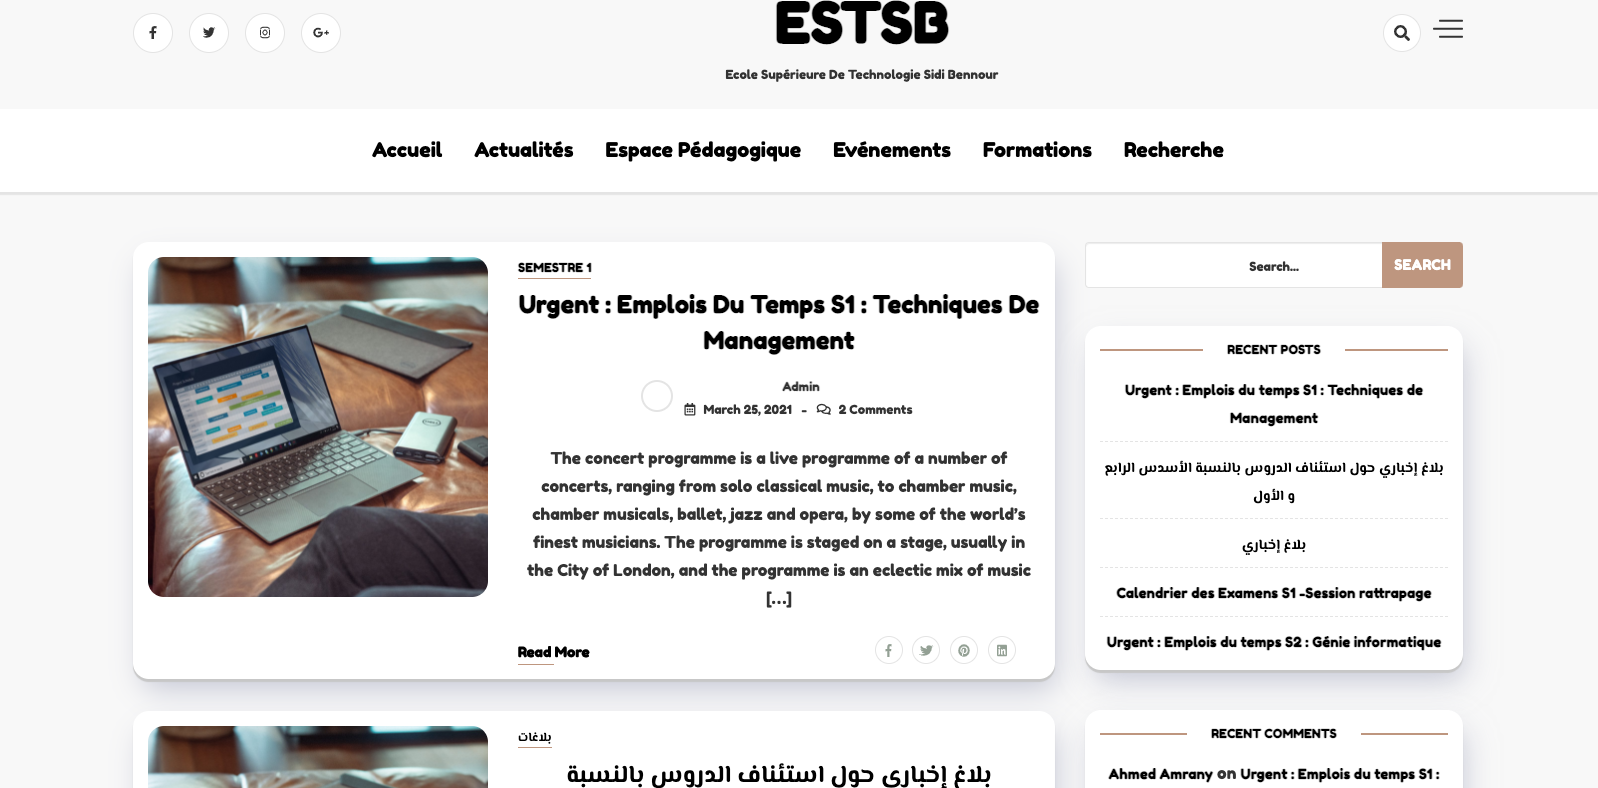 ESTSB
Ecole Supérieure De Technologie Sidi Bennour
Accueil Actualités Espace Pédagogique Evénements Formations Recherche
SEMESTRE 1
Urgent : Emplois Du Temps S1 : Techniques De
Management
Admin
March 25, 2021 - 2 Comments
The concert programme is a live programme of a number of
concerts, ranging from solo classical music, to chamber music,
chamber musicals, ballet, jazz and opera, by some of the world's
finest musicians. The programme is staged on a stage, usually in
the City of London, and the programme is an eclectic mix of music
[…]
Read More
بلاغات
بلاغ إخباري حول استئناف الدروس بالنسبة
Search...
SEARCH
RECENT POSTS
Urgent : Emplois du temps S1 : Techniques de
Management
بلاغ إخباري حول استئناف الدروس بالنسبة الأسدس الرابع
و الأول
بلاغ إخباري
Calendrier des Examens S1 -Session rattrapage
Urgent : Emplois du temps S2 : Génie informatique
RECENT COMMENTS
Ahmed Amrany on Urgent : Emplois du temps S1 :